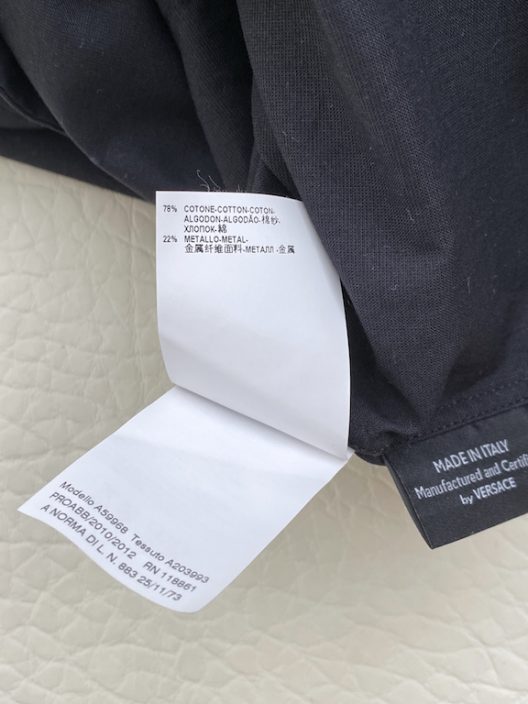 78% COTONE-COTTON-COTON-
ALGODON-ALGODÃO-棉纱-
ХЛОПОК-綿
22% METALLO-METAL-
金属纤维面料-МЕТАЛЛ -金属
Modello A59968 Tessuto A203993
PROABB/2010/2012 RN 118861
A NORMA DI L. N. 883 25/11/73
MADE IN ITALY
Manufactured and Certifi
by VERSACE